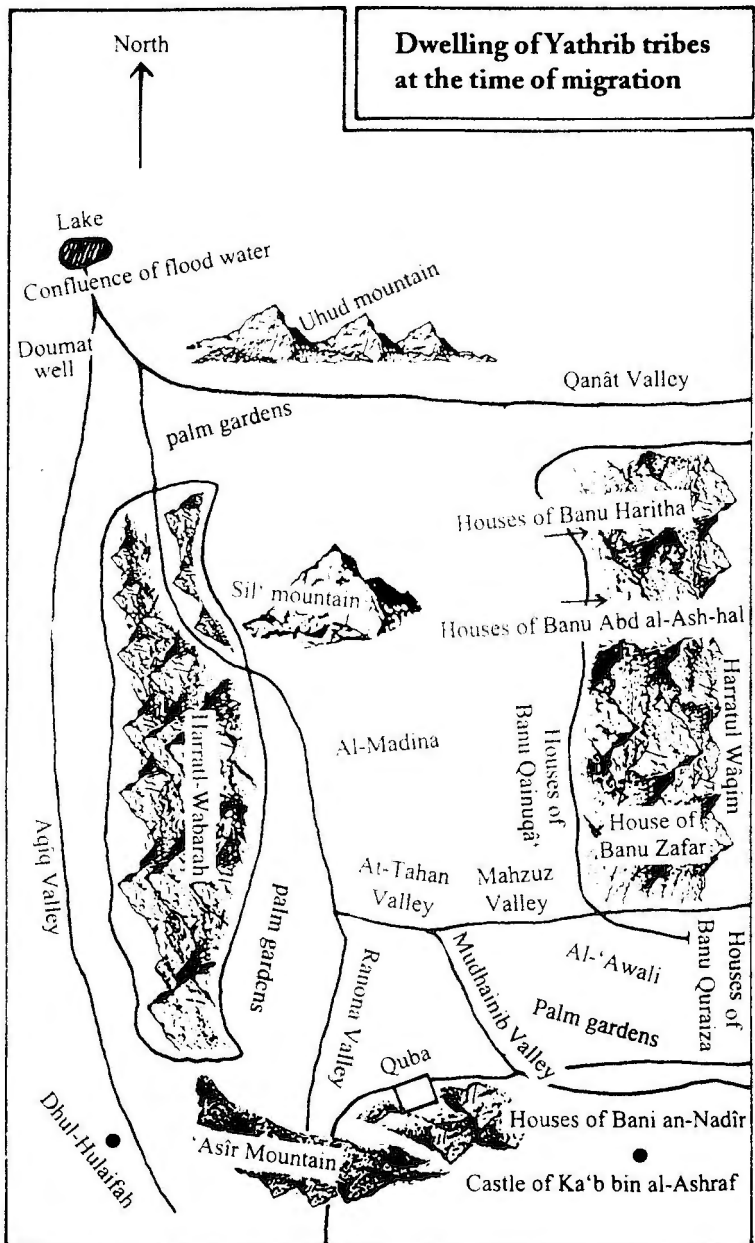 North
Dwelling of Yathrib tribes
at the time of migration
Lake
Confluence of flood water
Uhud mountain
Doumat
well
Qanât Valley
palm gardens
Houses of Banu Haritha
Sil‘ mountain
Houses of Banu Abd al-Ash-hal
Harratul Wâqim
Harratl-Wabarah
Al-Madina
Houses of
Banu Qainuqâ‘
House of
Banu Zafar
Aqiq Valley
At-Tahan
Valley
Mahzuz
Valley
palm gardens
Ranona Valley
Mudhainib Valley
Al-‘Awali
Houses of
Banu Quraiza
Palm gardens
Quba
Dhul-Hulaifah
‘Asîr Mountain
Houses of Bani an-Nadîr
Castle of Ka‘b bin al-Ashraf